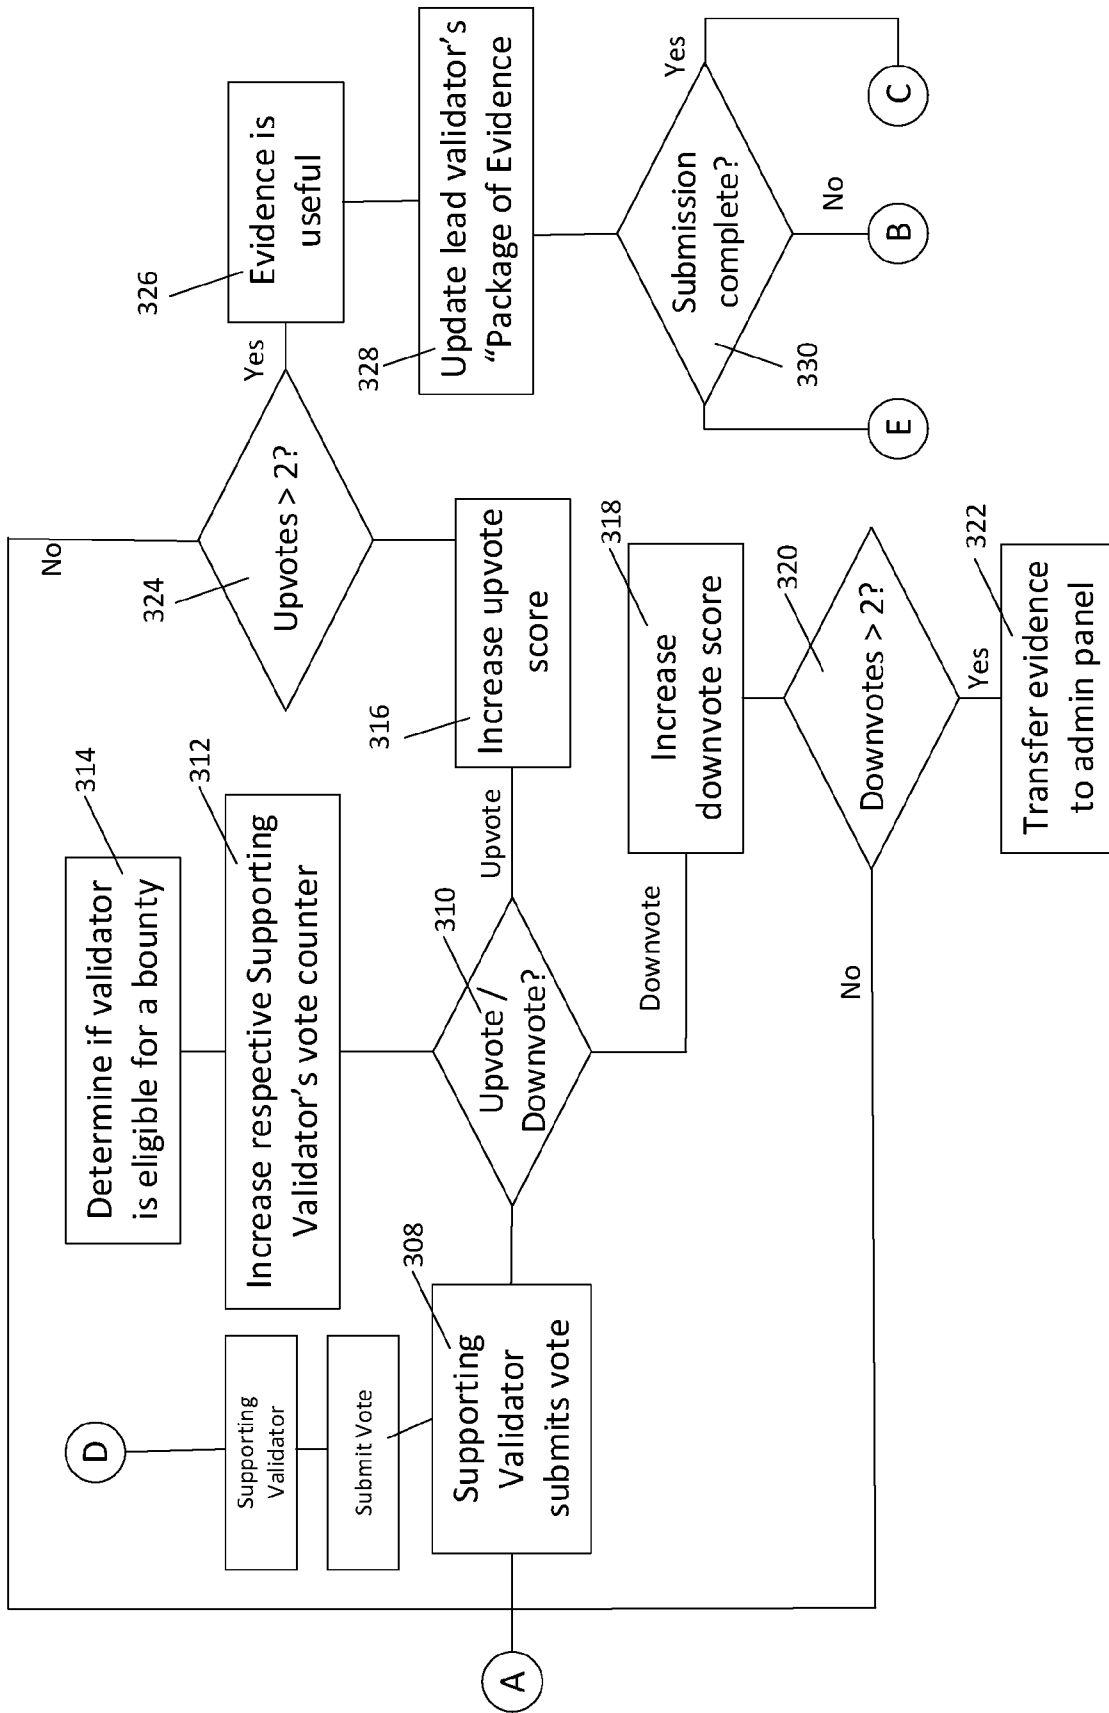 D
Supporting
Validator
Submit Vote
A
308
Supporting
Validator
submits vote
314
Determine if validator
is eligible for a bounty
312
Increase respective Supporting
Validator's vote counter
310
Upvote /
Downvote?
Upvote
Downvote
316
Increase upvote
score
318
Increase
downvote score
320
Downvotes > 2?
No
Yes
322
Transfer evidence
to admin panel
324
Upvotes > 2?
No
Yes
326
Evidence is
useful
328
Update lead validator's
“Package of Evidence
330
Submission
complete?
Yes
No
E
B
C